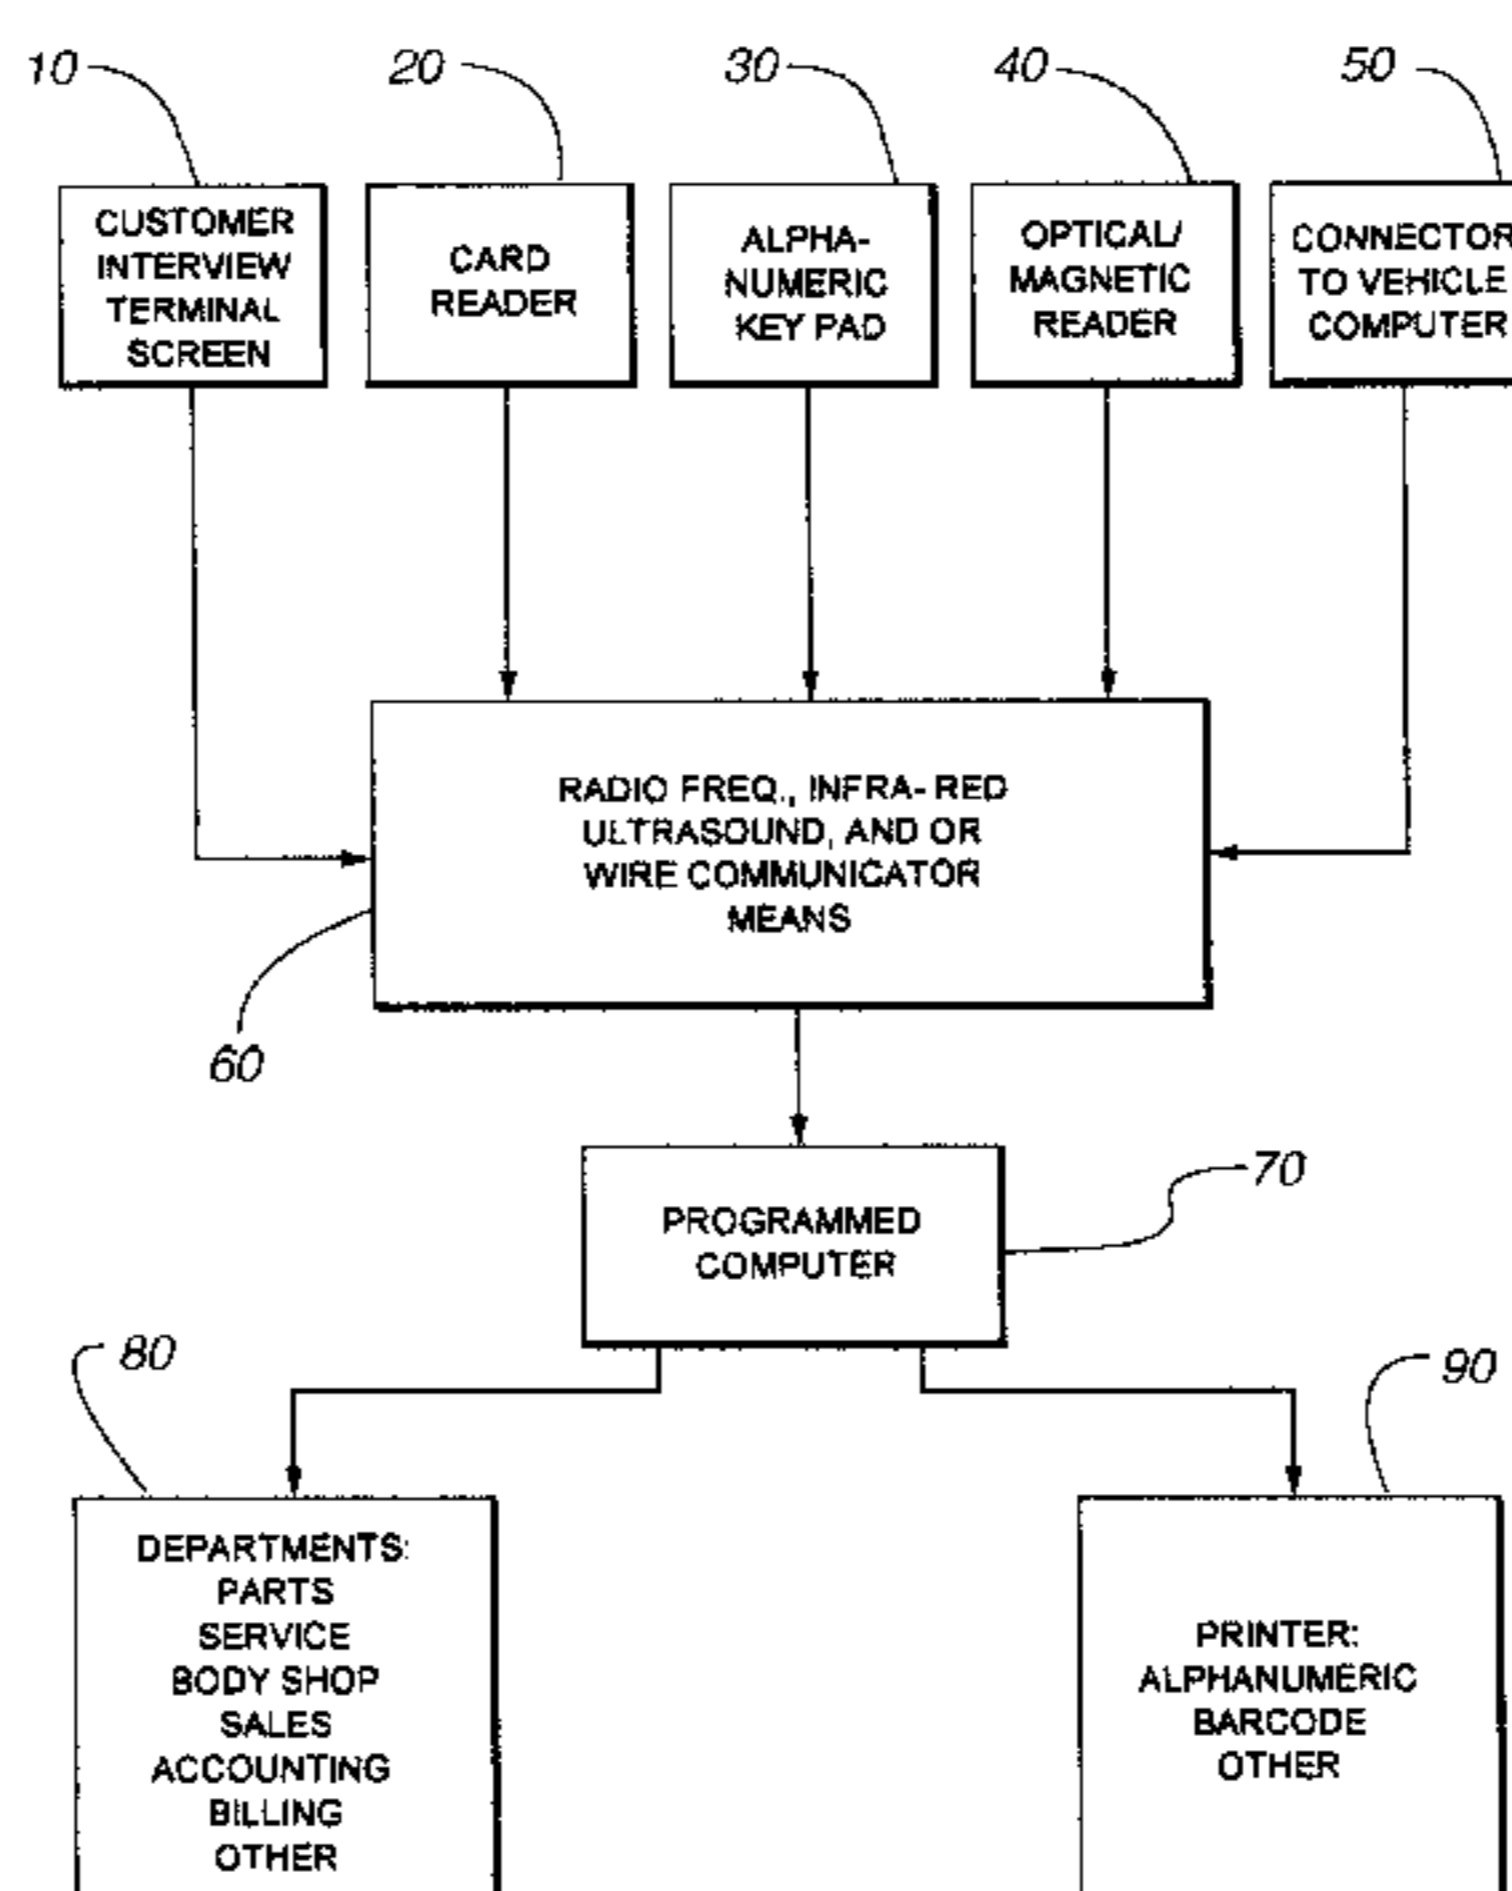 10
20
30
40
50
CUSTOMER
INTERVIEW
TERMINAL
SCREEN
CARD
READER
ALPHA-
NUMERIC
KEY PAD
OPTICAL/
MAGNETIC
READER
CONNECTOR
TO VEHICLE
COMPUTER
RADIO FREQ., INFRA- RED
ULTRASOUND, AND OR
WIRE COMMUNICATOR
MEANS
60
70
PROGRAMMED
COMPUTER
80
90
DEPARTMENTS:
PARTS
SERVICE
BODY SHOP
SALES
ACCOUNTING
BILLING
OTHER
PRINTER:
ALPHANUMERIC
BARCODE
OTHER